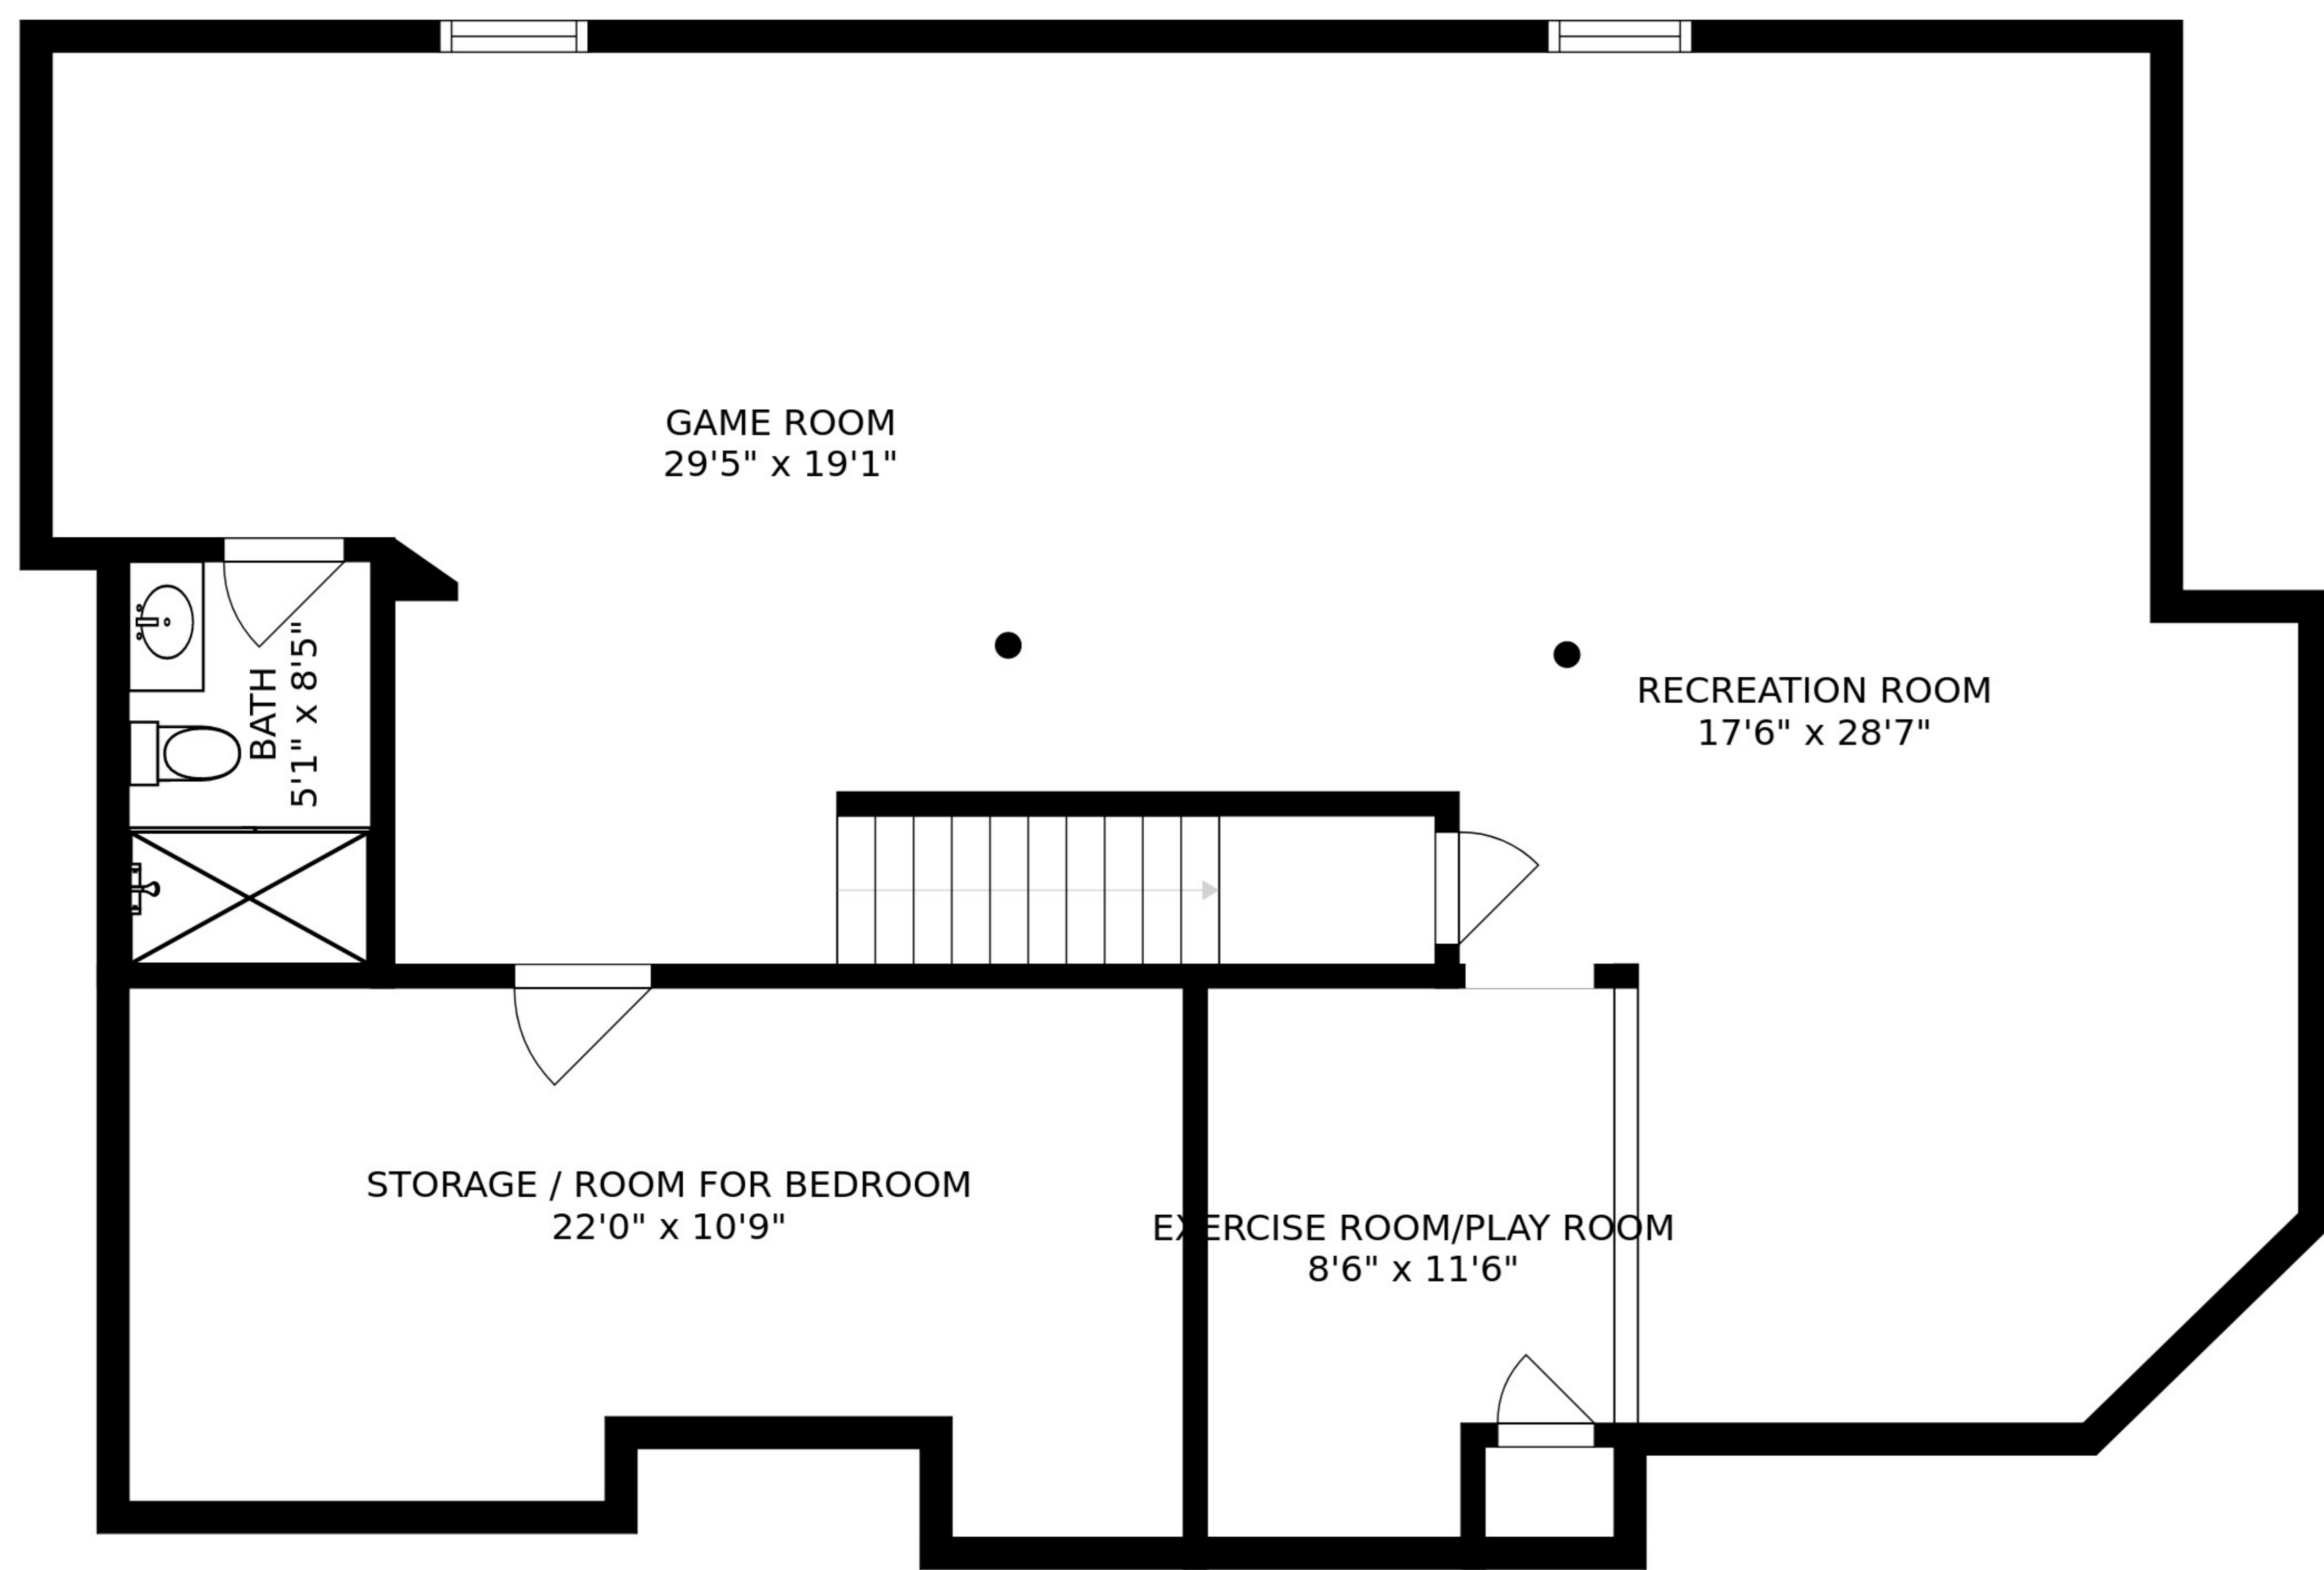 GAME ROOM
29'5" x 19'1"
RECREATION ROOM
17'6" x 28'7"
BATH
5'1" x 8'5"
STORAGE / ROOM FOR BEDROOM
22'0" x 10'9"
EXERCISE ROOM/PLAY ROOM
8'6" x 11'6"